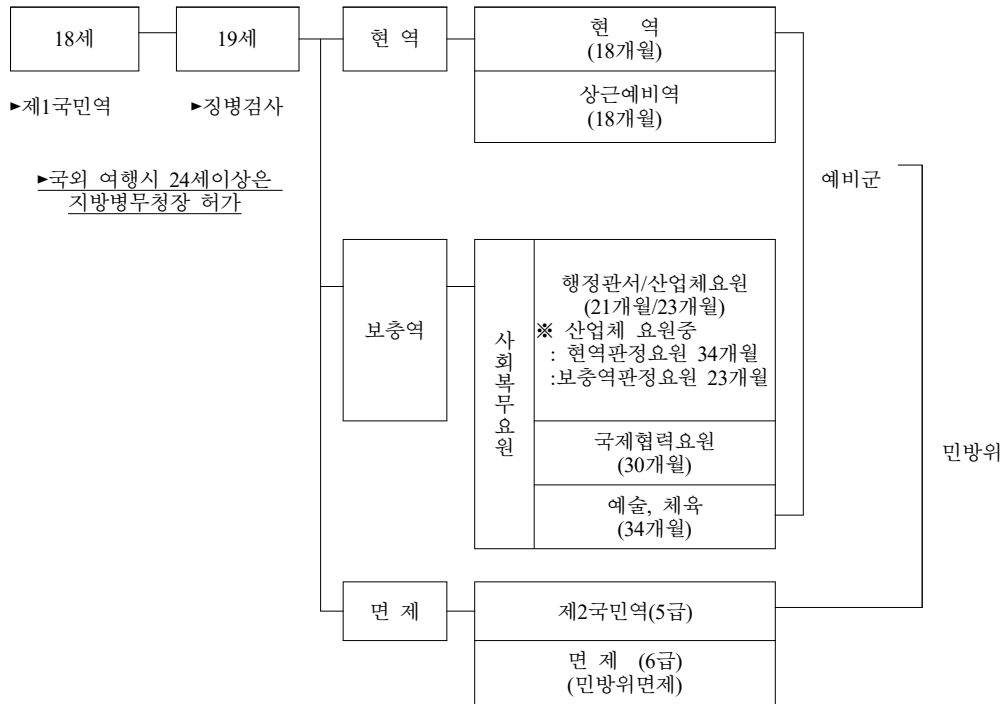 18세
19세
►제1국민역
►징병검사
►국외 여행시 24세이상은
지방병무청장 허가
현 역
현 역
(18개월)
상근예비역
(18개월)
예비군
보충역
사회복무요원
행정관서/산업체요원
(21개월/23개월)
※ 산업체 요원중
: 현역판정요원 34개월
:보충역판정요원 23개월
국제협력요원
(30개월)
예술, 체육
(34개월)
민방위
면 제
제2국민역(5급)
면 제 (6급)
(민방위면제)